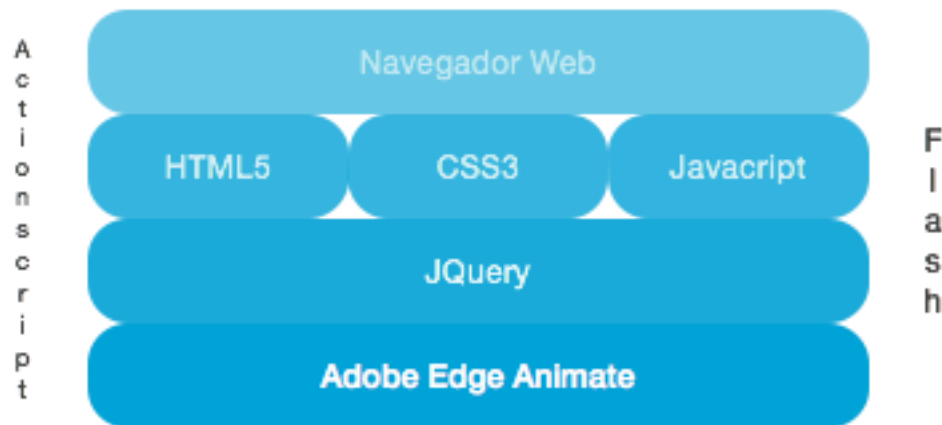 Actionscript
Navegador Web
HTML5
CSS3
Javacript
JQuery
Adobe Edge Animate
Flash